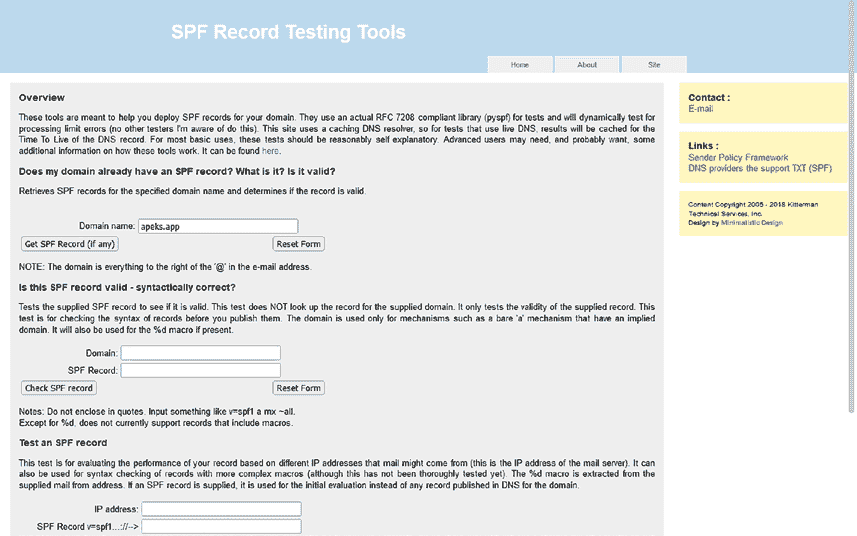 SPF Record Testing Tools
Home
About
Site
Overview
These tools are meant to help you deploy SPF records for your domain. They use an actual RFC 7208 compliant library (pyspf) for tests and will dynamically test for
processing limit errors (no other testers I'm aware of do this). This site uses a caching DNS resolver, so for tests that use live DNS, results will be cached for the
Time To Live of the DNS record. For most basic uses, these tests should be reasonably self explanatory. Advanced users may need, and probably want, some
additional information on how these tools work. It can be found here.
Does my domain already have an SPF record? What is it? Is it valid?
Retrieves SPF records for the specified domain name and determines if the record is valid.
Domain name: apeks.app
Get SPF Record (if any)
Reset Form
NOTE: The domain is everything to the right of the '@' in the e-mail address.
Is this SPF record valid - syntactically correct?
Tests the supplied SPF record to see if it is valid. This test does NOT look up the record for the supplied domain. It only tests the validity of the supplied record. This
test is for checking the syntax of records before you publish them. The domain is used only for mechanisms such as a bare 'a' mechanism that have an implied
domain. It will also be used for the %d macro if present.
Domain:
SPF Record:
Check SPF record
Reset Form
Notes: Do not enclose in quotes. Input something like v=spf1 a mx ~all.
Except for %d, does not currently support records that include macros.
Test an SPF record
This test is for evaluating the performance of your record based on different IP addresses that mail might come from (this is the IP address of the mail server). It can
also be used for syntax checking of records with more complex macros (although this has not been thoroughly tested yet). The %d macro is extracted from the
supplied mail from address. If an SPF record is supplied, it is used for the initial evaluation instead of any record published in DNS for the domain.
IP address:
SPF Record v=spf1...://-->
Contact :
E-mail
Links :
Sender Policy Framework
DNS providers the support TXT (SPF)
Content Copyright 2005 - 2018 Kitterman
Technical Services, Inc.
Design by Minimalistic Design